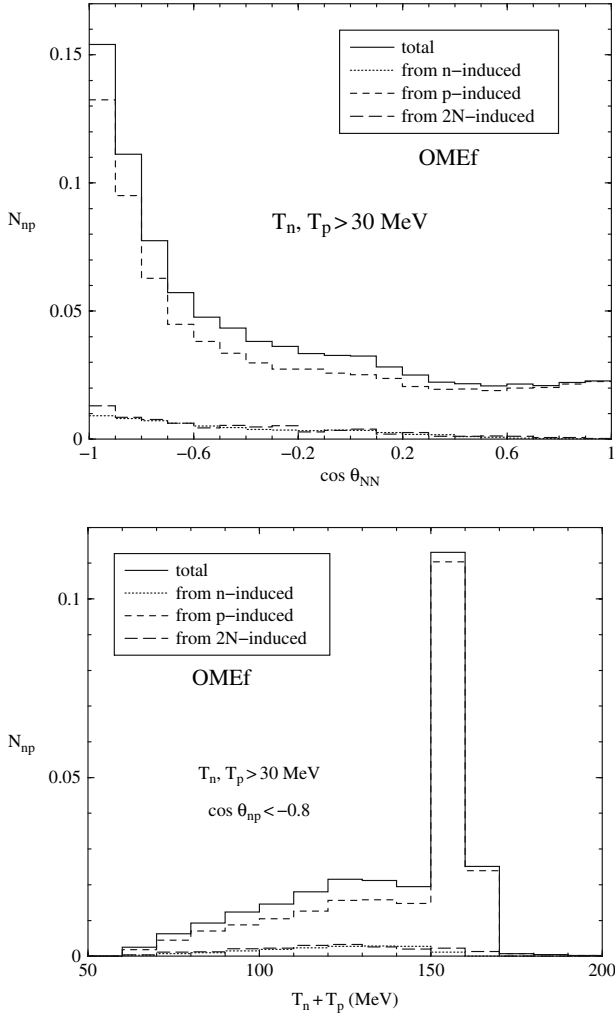 0.15
0.1
0.05
0
N_np
total
from n−induced
from p−induced
from 2N−induced
OMEf
T_n, T_p > 30 MeV
−1 −0.6 −0.2 0.2 0.6 1
cos θ_NN
total
from n−induced
from p−induced
from 2N−induced
OMEf
0.1
0.05
0
N_np
T_n, T_p > 30 MeV
cos θ_np < −0.8
50 100 150 200
T_n + T_p (MeV)